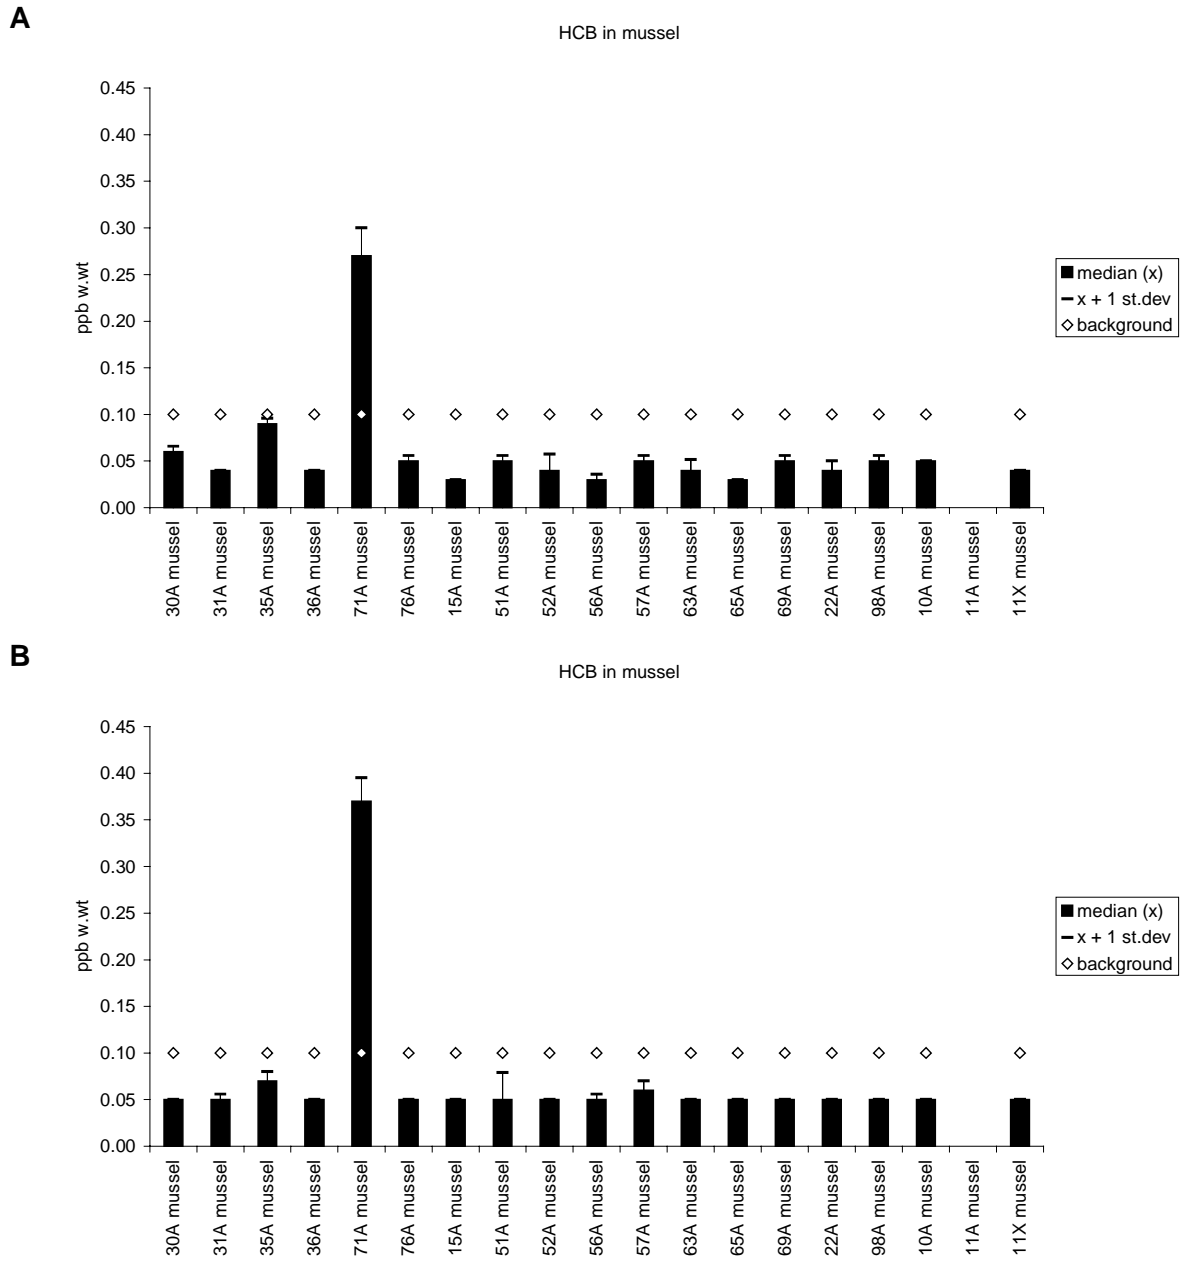 A
HCB in mussel
0.45
0.40
0.35
0.30
0.25
0.20
0.15
0.10
0.05
0.00
ppb w.wt
30A mussel
31A mussel
35A mussel
36A mussel
71A mussel
76A mussel
15A mussel
51A mussel
52A mussel
56A mussel
57A mussel
63A mussel
65A mussel
69A mussel
22A mussel
98A mussel
10A mussel
11A mussel
11X mussel
median (x)
x + 1 st.dev
background
B
HCB in mussel
0.45
0.40
0.35
0.30
0.25
0.20
0.15
0.10
0.05
0.00
ppb w.wt
30A mussel
31A mussel
35A mussel
36A mussel
71A mussel
76A mussel
15A mussel
51A mussel
52A mussel
56A mussel
57A mussel
63A mussel
65A mussel
69A mussel
22A mussel
98A mussel
10A mussel
11A mussel
11X mussel
median (x)
x + 1 st.dev
background